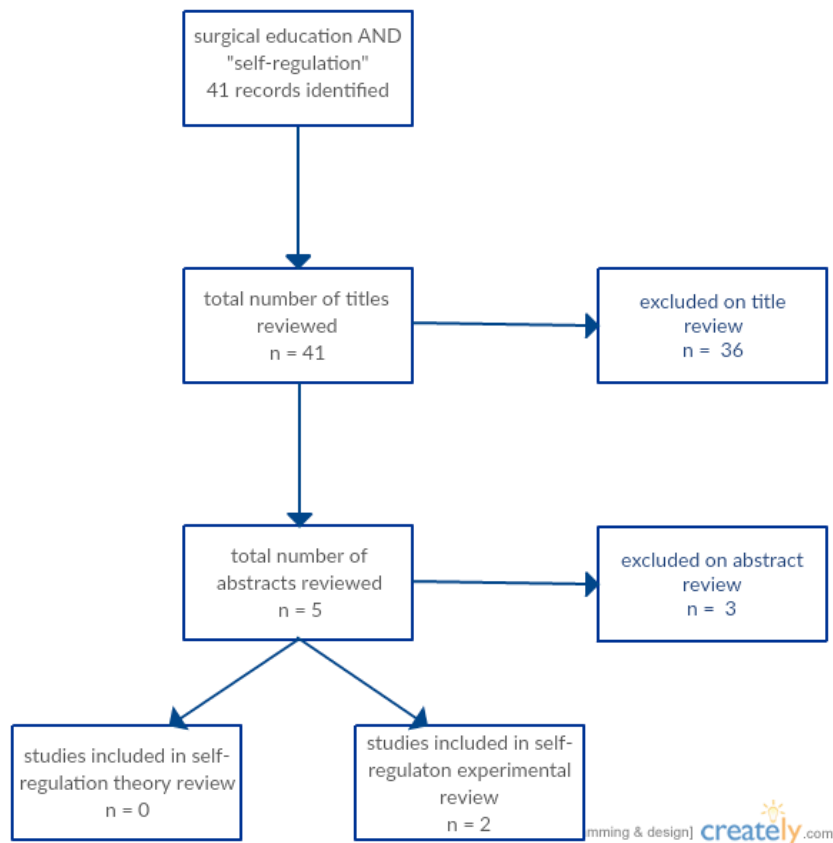 surgical education AND
"self-regulation"
41 records identified
total number of titles
reviewed
n = 41
excluded on title
review
n = 36
total number of
abstracts reviewed
n = 5
excluded on abstract
review
n = 3
studies included in self-
regulation theory review
n = 0
studies included in self-
regulaton experimental
review
n = 2
mming & design]
creately.com